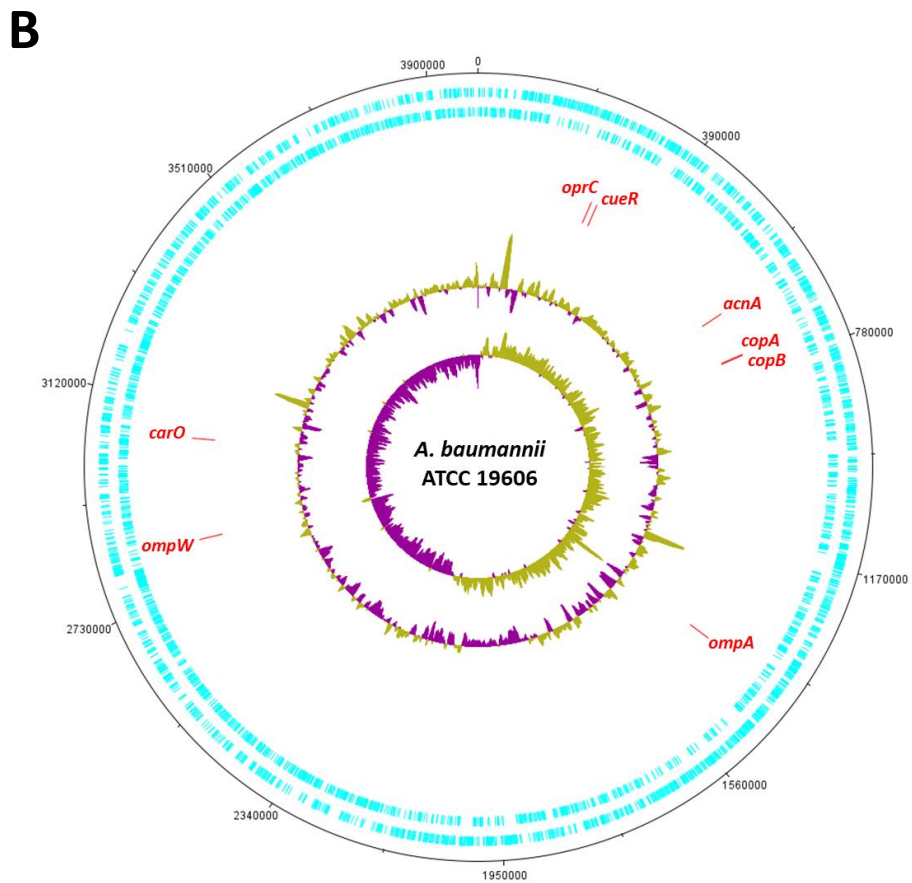 B
0
3900000
390000
3510000
oprC
cueR
acnA
780000
copA
copB
3120000
carO
A. baumannii
ATCC 19606
ompW
1170000
2730000
ompA
1560000
2340000
1950000